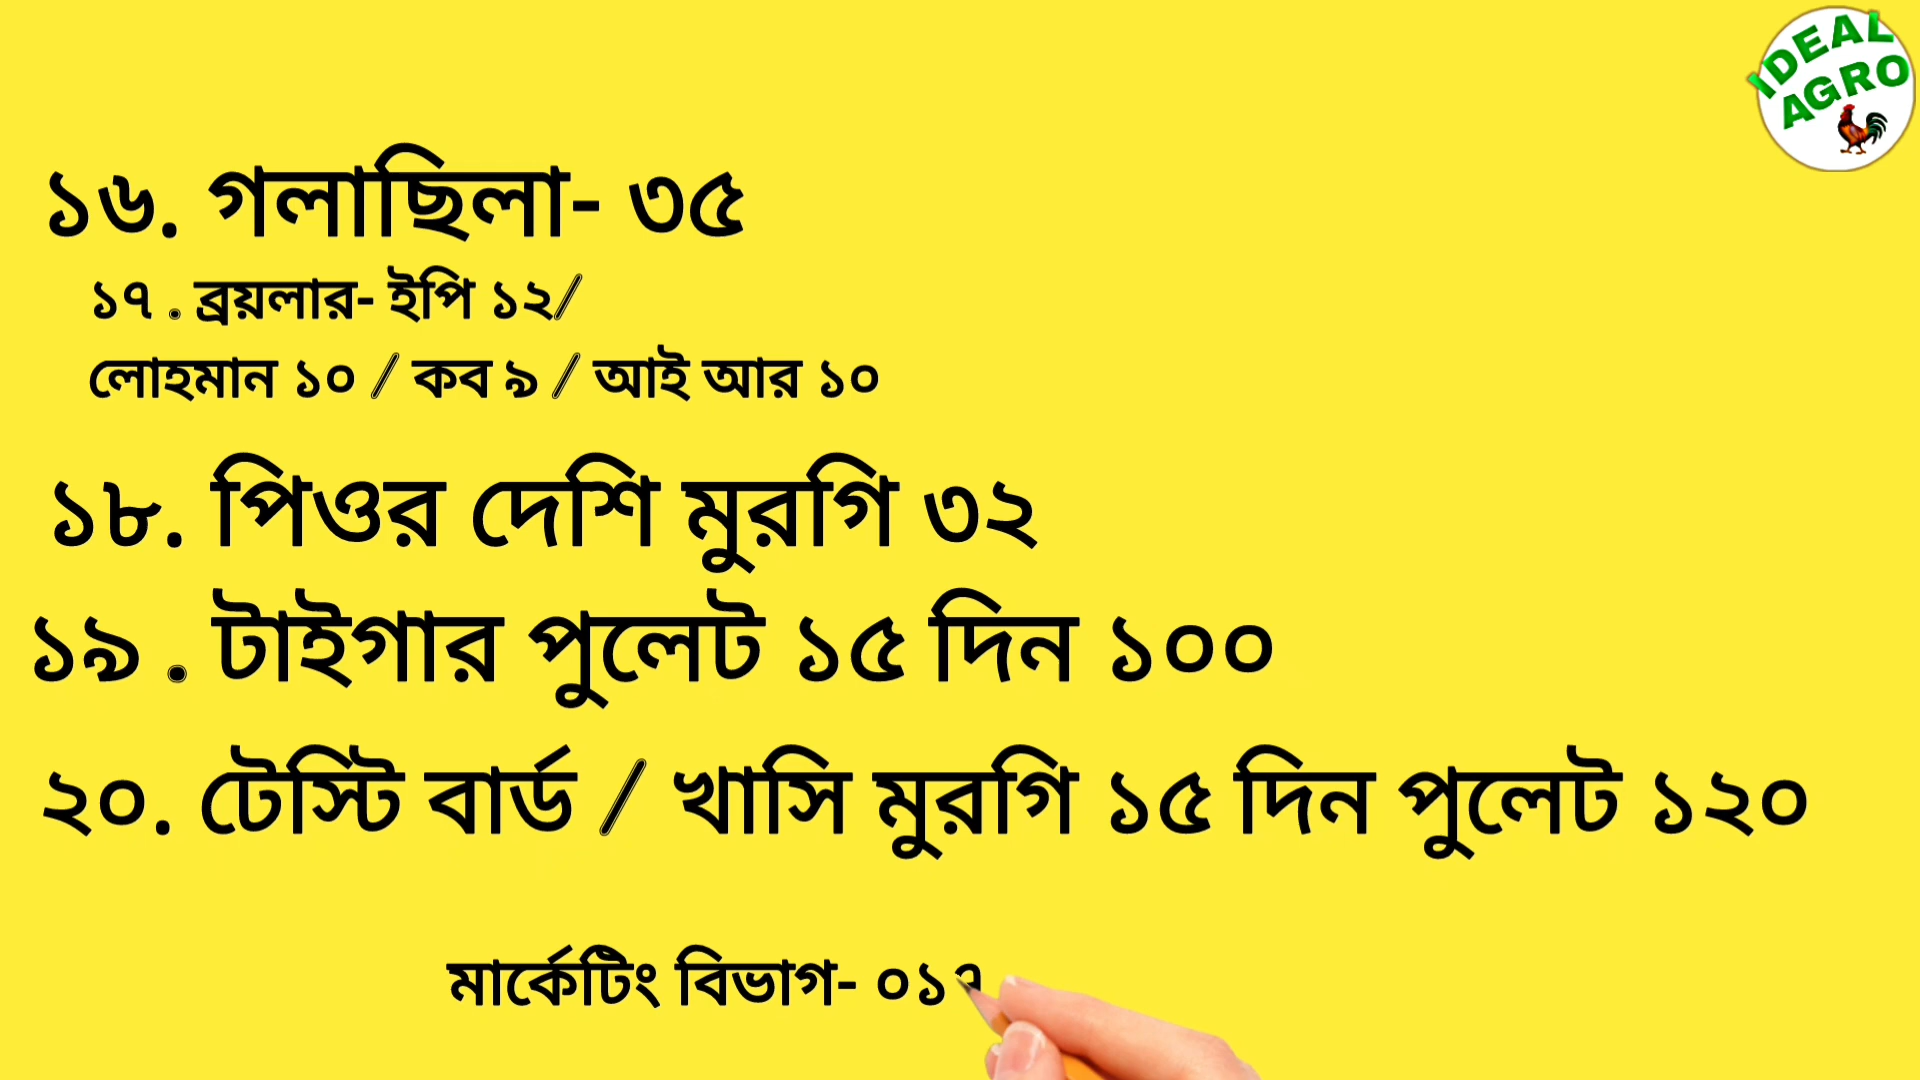 IDEAL
AGRO
১৬. গলাছিলা- ৩৫
১৭ . ব্রয়লার- ইপি ১২/
লোহমান ১০ / কব ৯ / আই আর ১০
১৮. পিওর দেশি মুরগি ৩২
১৯ . টাইগার পুলেট ১৫ দিন ১০০
২০. টেস্টি বার্ড / খাসি মুরগি ১৫ দিন পুলেট ১২০
মার্কেটিং বিভাগ- ০১